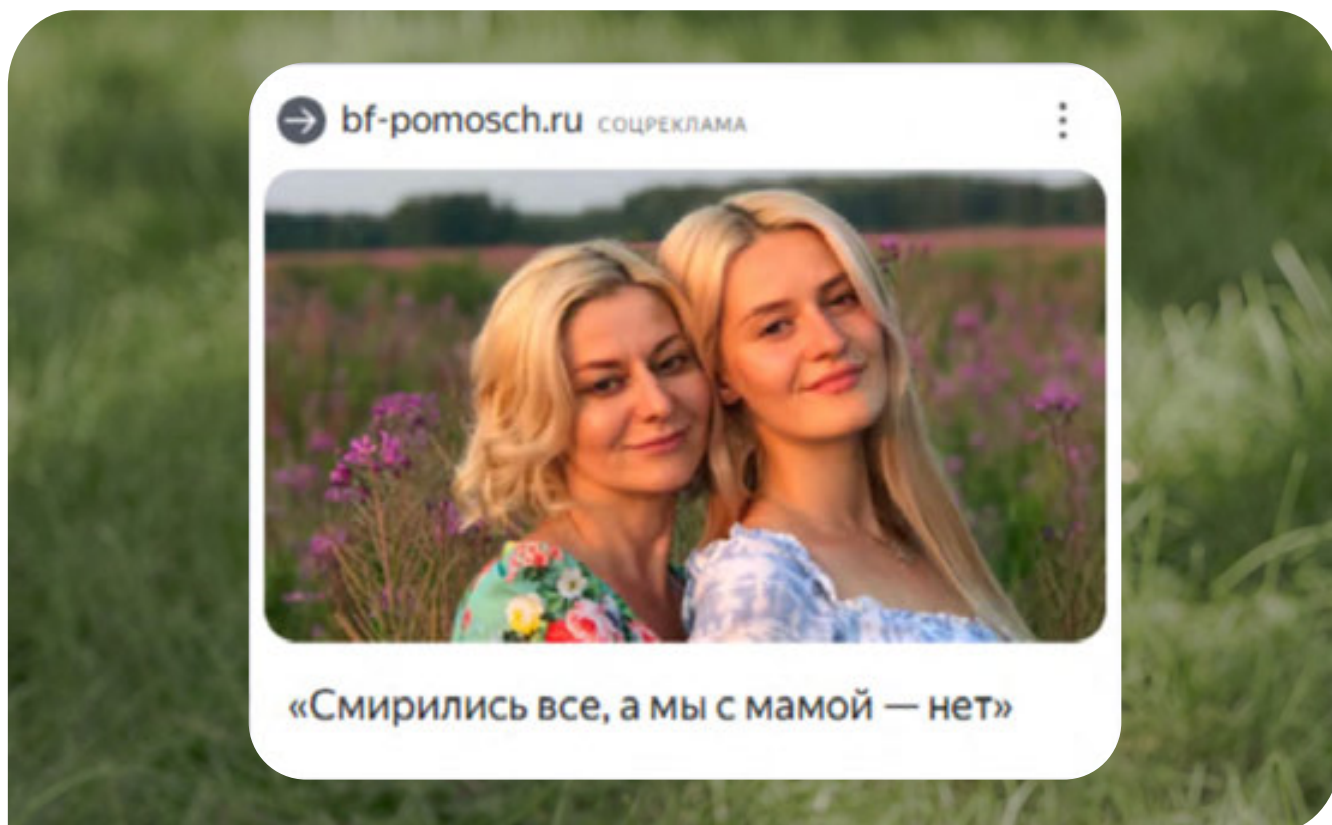 bf-pomosch.ru СОЦРЕКЛАМА
«Смирились все, а мы с мамой — нет»